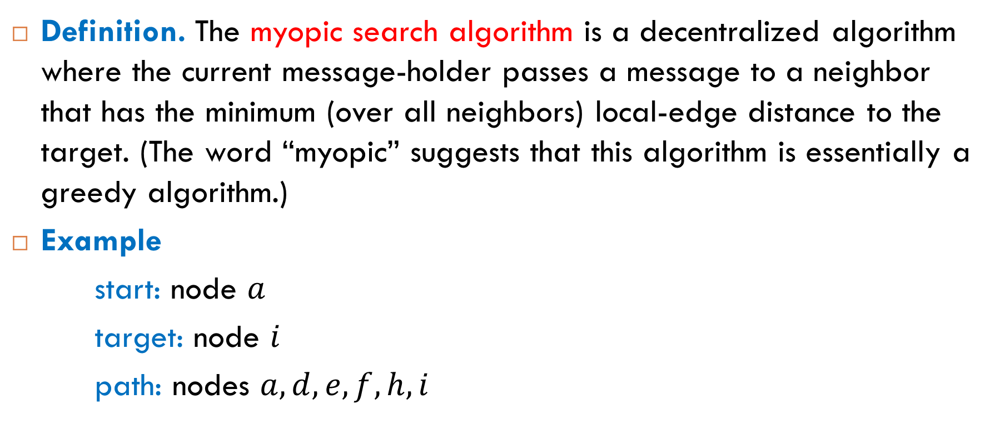 Definition. The myopic search algorithm is a decentralized algorithm
where the current message-holder passes a message to a neighbor
that has the minimum (over all neighbors) local-edge distance to the
target. (The word “myopic” suggests that this algorithm is essentially a
greedy algorithm.)
Example
start: node a
target: node i
path: nodes a, d, e, f, h, i